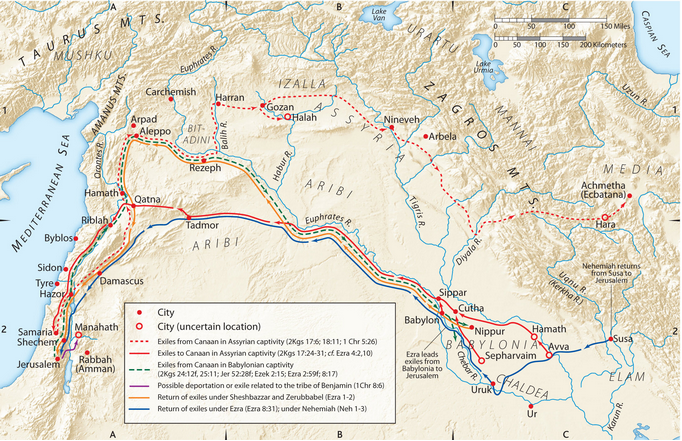 A
B
C
TAURUS MTS.
MUSHKU
Lake
Van
URARTU
Lake
Urmia
CASPIAN SEA
50
100
150 Miles
0
50
100
150
200 Kilometers
Euphrates R.
Carchemish
Harran
IZALLA
Gozan
Halah
ASSYRIA
ZAGROS MTS.
MANNAI
Uzun R.
1
1
AMANUS MTS.
Arpad
Aleppo
BIT-
ADINI
Balih R.
Nineveh
Arbela
MEDIA
Orontes R.
Rezeph
Habur R.
Achmetha
(Ecbatana)
MEDITERRANEAN SEA
Hamath
Qatna
ARIBI
Tigris R.
Hara
Riblah
Tadmor
Euphrates R.
Byblos
ARIBI
Diyala R.
Nehemiah returns
from Susa to
Jerusalem
Uqnu R.
(Kerkha R.)
Sidon
Tyre
Hazor
Damascus
Sippar
Cutha
2
2
Samaria
Shechem
Manahath
Babylon
Nippur
BABYLONIA
Hamath
Avva
Susa
Jerusalem
Rabbah
(Amman)
Ezra leads
exiles from
Babylonia to
Jerusalem
Chebar R.
Sepharvaim
ELAM
Uruk
CHALDEA
Ur
Karun R.
City
City (uncertain location)
Exiles from Canaan in Assyrian captivity (2Kgs 17:6; 18:11; 1 Chr 5:26)
Exiles to Canaan in Assyrian captivity (2Kgs 17:24-31; cf. Ezra 4:2,10)
Exiles from Canaan in Babylonian captivity
(2Kgs 24:12f, 25:11; Jer 52:28f; Ezek 2:15; Ezra 2:59f; 8:17)
Possible deportation or exile related to the tribe of Benjamin (1Chr 8:6)
Return of exiles under Sheshbazzar and Zerubbabel (Ezra 1-2)
Return of exiles under Ezra (Ezra 8:31); under Nehemiah (Neh 1-3)
A
B
C